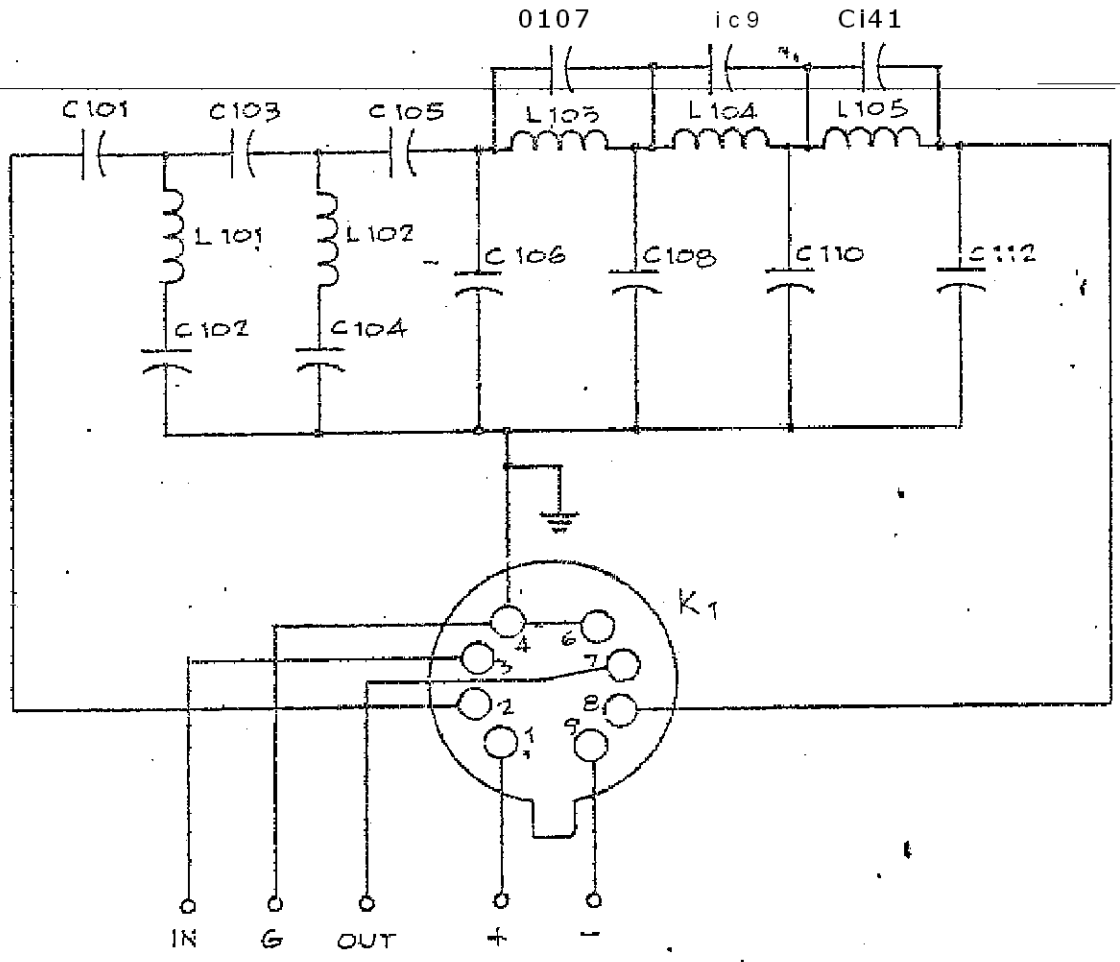 0107 ic9 Ci41
C101 C103 C105 L103 L104 L105
L101 L102 C106 C108 C110 C112
C102 C104
K1
4 6
3 7
2 8
1 9
IN G OUT + -